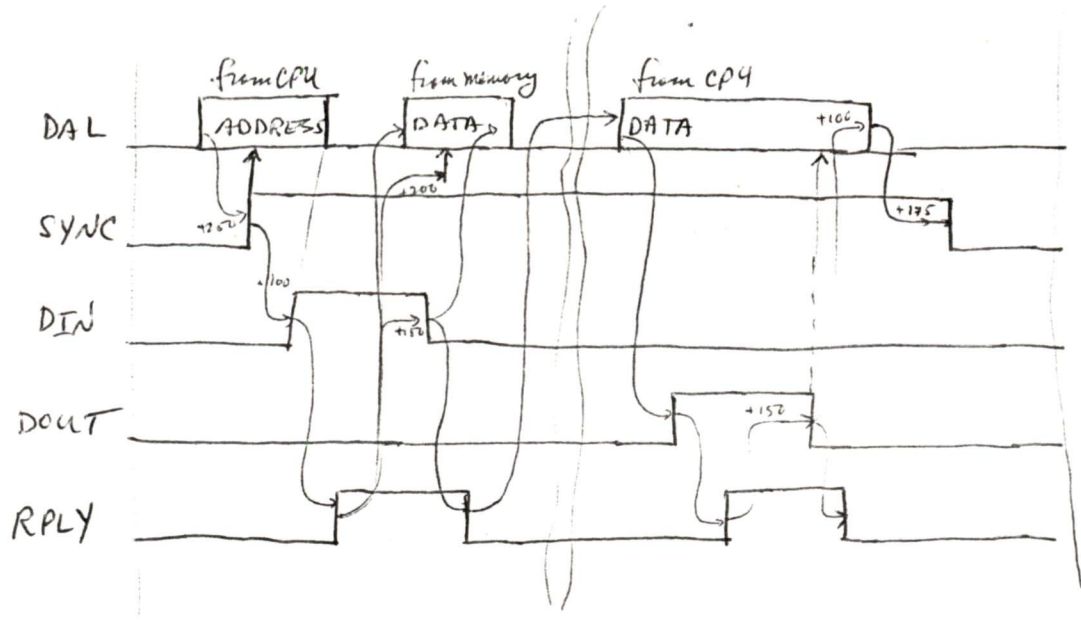 from CPU from memory from CPU
DAL ADDRESS DATA DATA +100
+200
SYNC +250 +175
+100
DIN +150
DOUT +150
RPLY